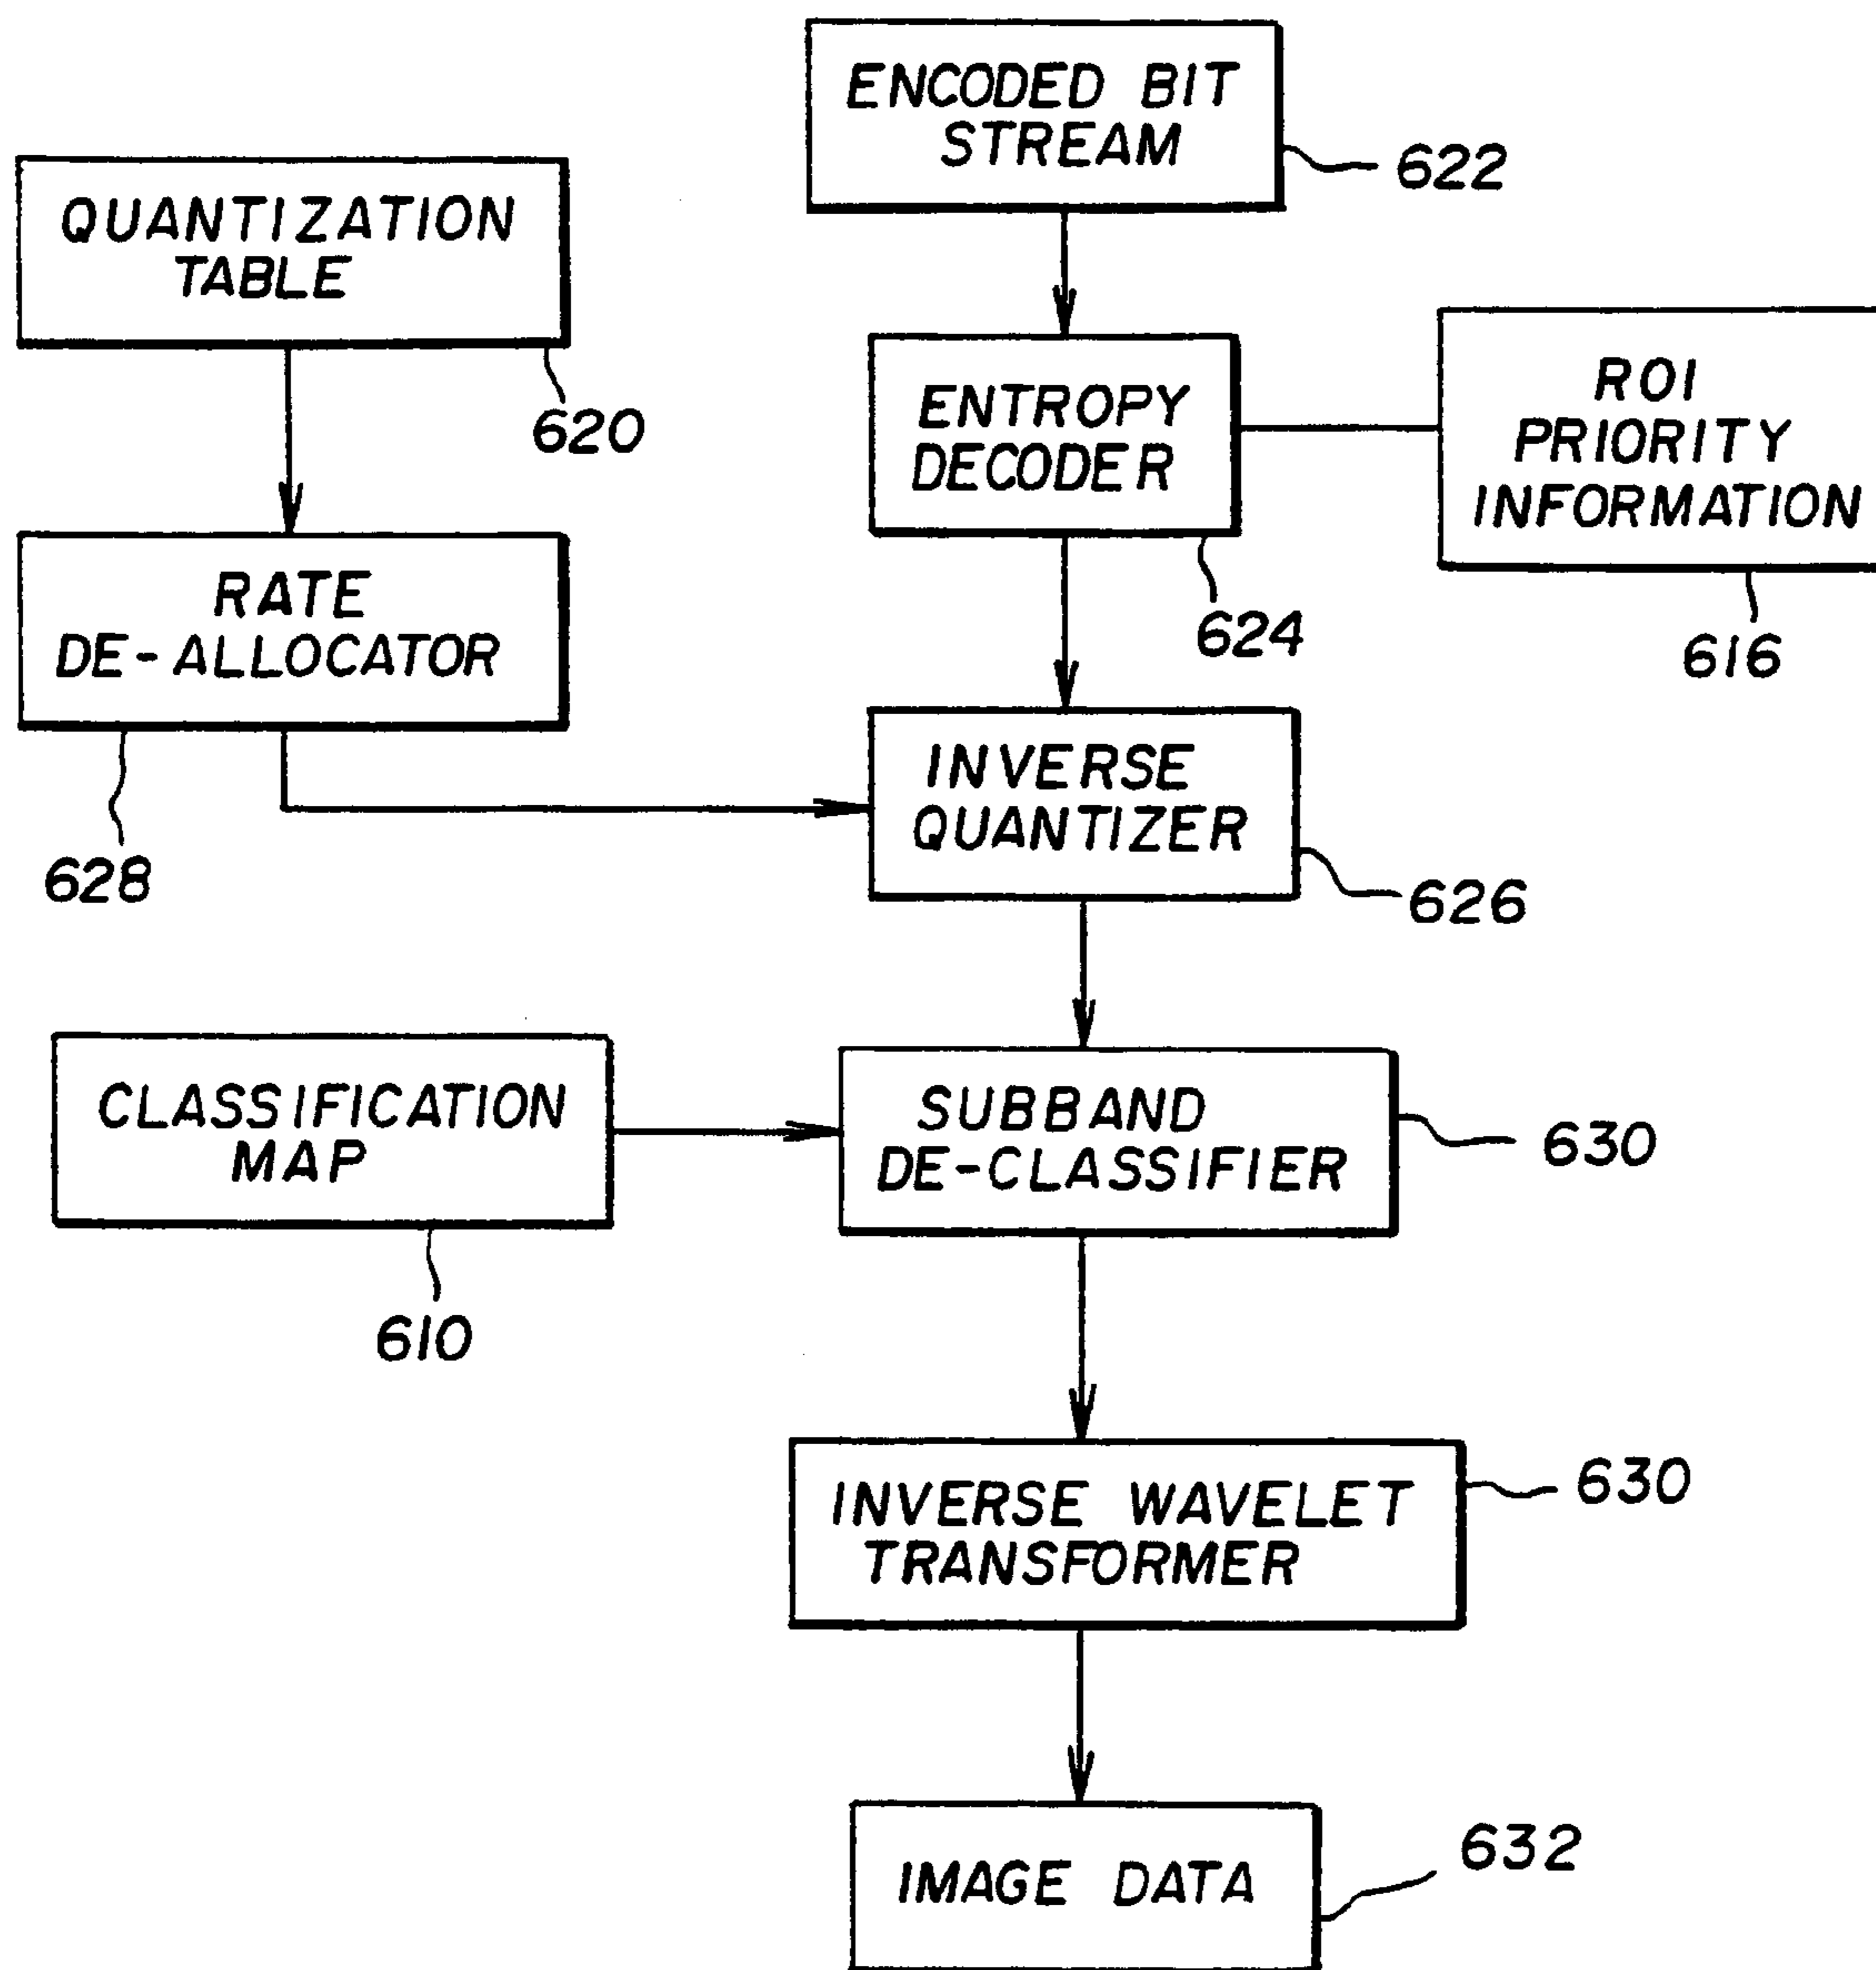 ENCODED BIT
STREAM
622
QUANTIZATION
TABLE
620
ENTROPY
DECODER
624
ROI
PRIORITY
INFORMATION
616
RATE
DE-ALLOCATOR
628
INVERSE
QUANTIZER
626
CLASSIFICATION
MAP
610
SUBBAND
DE-CLASSIFIER
630
INVERSE WAVELET
TRANSFORMER
630
IMAGE DATA
632